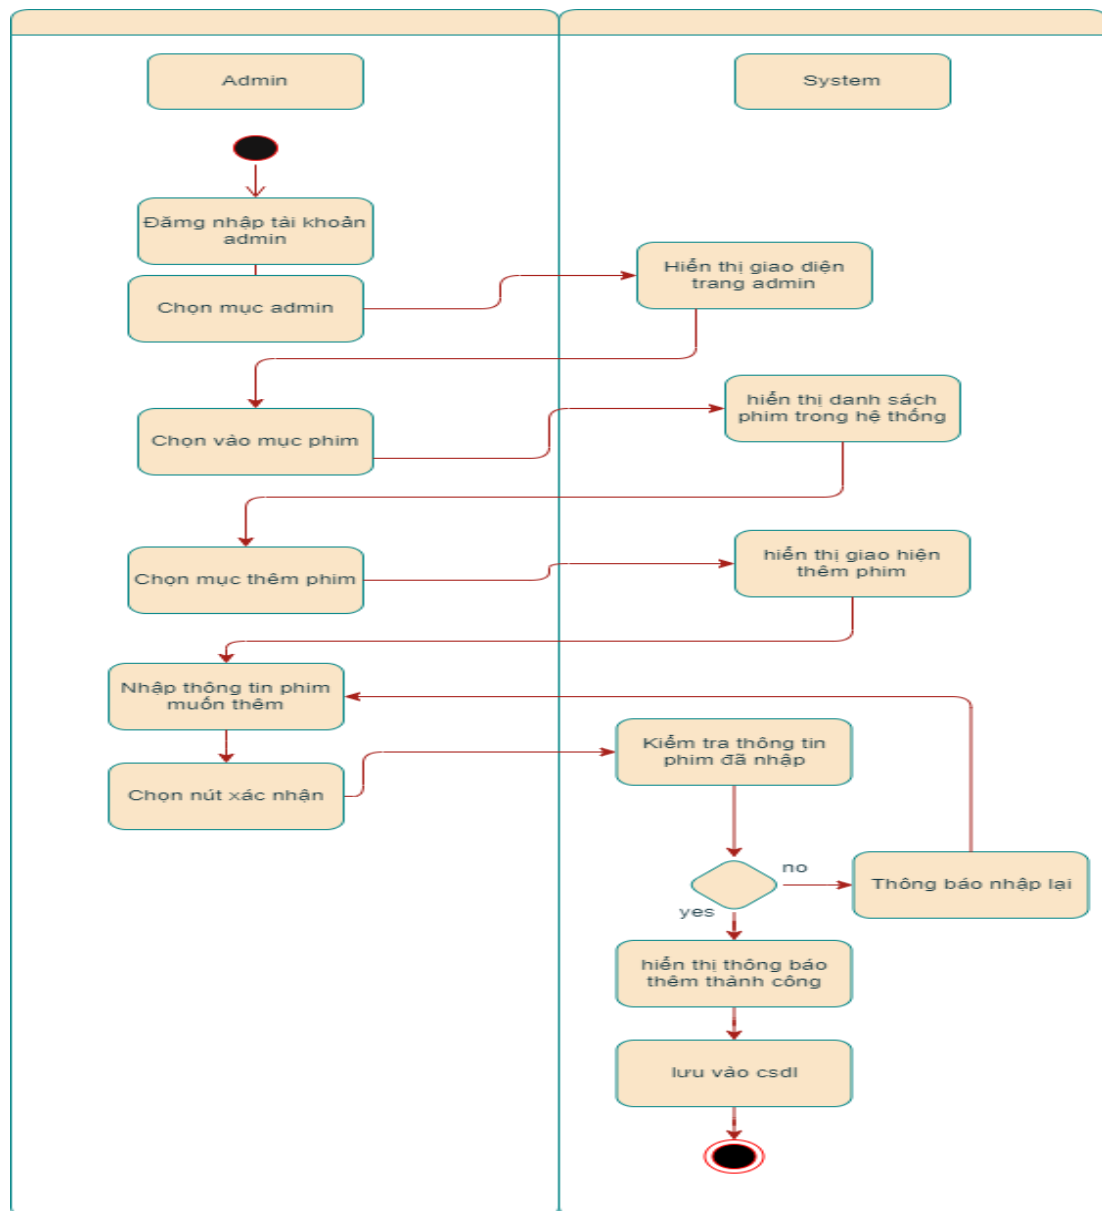 Admin
System
Đămg nhập tài khoản
admin
Hiển thị giao diện
trang admin
Chọn mục admin
hiển thị danh sách
phim trong hệ thống
Chọn vào mục phim
hiển thị giao hiện
thêm phim
Chọn mục thêm phim
Nhập thông tin phim
muốn thêm
Kiểm tra thông tin
phim đã nhập
Chọn nút xác nhận
no
Thông báo nhập lại
yes
hiển thị thông báo
thêm thành công
lưu vào csdl